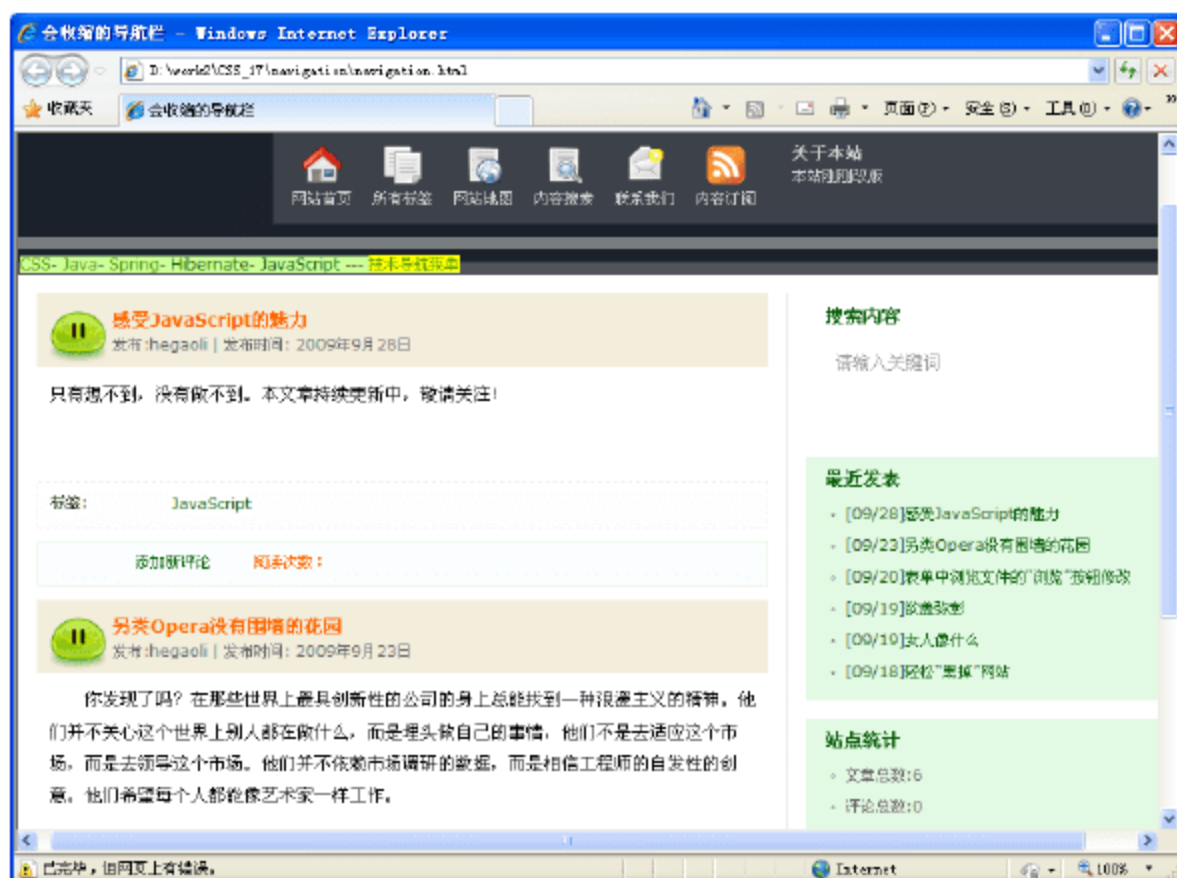 会收缩的导航栏 - Windows Internet Explorer
D:\work2\CSS_17\navigation\navigation.html
收藏夹
会收缩的导航栏
页面(P)
安全(S)
工具(O)
网站首页
所有标签
网站地图
内容搜索
联系我们
内容订阅
关于本站
本站刚刚改版
CSS- Java- Spring- Hibernate- JavaScript --- 技术导航菜单
感受JavaScript的魅力
发布:hegaoli | 发布时间: 2009年9月28日
只有想不到，没有做不到。本文章持续更新中，敬请关注！
标签:
JavaScript
添加新评论
阅读次数：
另类Opera没有围墙的花园
发布:hegaoli | 发布时间: 2009年9月23日
你发现了吗？在那些世界上最具创新性的公司的身上总能找到一种浪漫主义的精神。他
们并不关心这个世界上别人都在做什么，而是埋头做自己的事情，他们不是去适应这个市
场，而是去领导这个市场。他们并不依赖市场调研的数据，而是相信工程师的自发性的创
意。他们希望每个人都能像艺术家一样工作。
搜索内容
请输入关键词
最近发表
[09/28]感受JavaScript的魅力
[09/23]另类Opera没有围墙的花园
[09/20]表单中浏览文件的"浏览"按钮修改
[09/19]欲盖弥彰
[09/19]女人像什么
[09/18]轻松"黑掉"网站
站点统计
文章总数:6
评论总数:0
已完毕，但网页上有错误。
Internet
100%